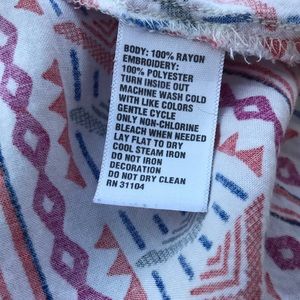 BODY: 100% RAYON
EMBROIDERY:
100% POLYESTER
TURN INSIDE OUT
MACHINE WASH COLD
WITH LIKE COLORS
GENTLE CYCLE
ONLY NON-CHLORINE
BLEACH WHEN NEEDED
LAY FLAT TO DRY
COOL STEAM IRON
DO NOT IRON
DECORATION
DO NOT DRY CLEAN
RN 31104